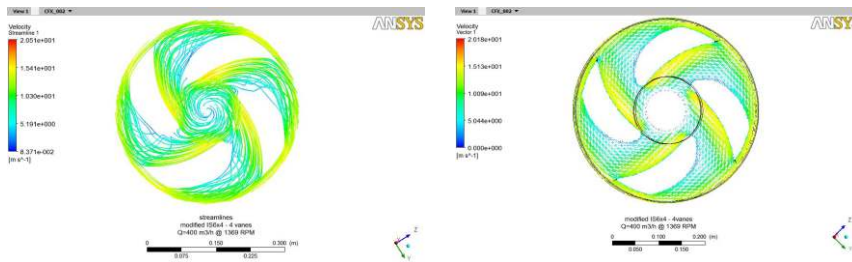 View 1
CFX_002
ANSYS
Velocity
Streamline 1
2.051e+001
1.541e+001
1.030e+001
5.191e+000
8.371e-002
[m s^-1]
streamlines
modified IS6x4 - 4 vanes
Q=400 m3/h @ 1369 RPM
0 0.150 0.300 (m)
0.075 0.225
Z
Y
View 1
CFX_002
ANSYS
Velocity
Vector 1
2.018e+001
1.513e+001
1.009e+001
5.044e+000
0.000e+000
[m s^-1]
modified IS6x4 - 4vanes
Q=400 m3/h @ 1369 RPM
0 0.100 0.200 (m)
0.050 0.150
Z
Y